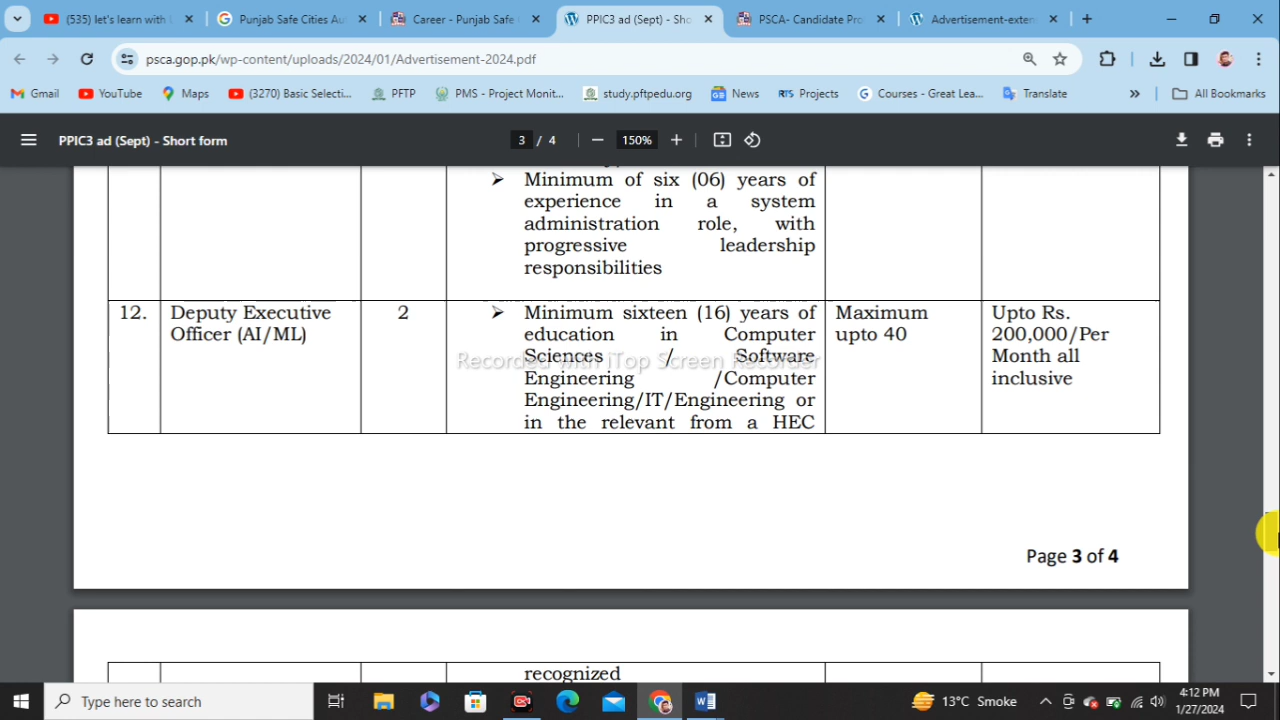 (535) let's learn with
Punjab Safe Cities Au
Career - Punjab Safe
PPIC3 ad (Sept) - Sho
PSCA- Candidate Pro
Advertisement-exten
psca.gop.pk/wp-content/uploads/2024/01/Advertisement-2024.pdf
Gmail
YouTube
Maps
(3270) Basic Selecti...
PFTP
PMS - Project Monit...
study.pftpedu.org
News
RTS Projects
Courses - Great Lea...
Translate
All Bookmarks
PPIC3 ad (Sept) - Short form
3 / 4
150%
➢ Minimum of six (06) years of
experience in a system
administration role, with
progressive leadership
responsibilities
12.
Deputy Executive
Officer (AI/ML)
2
➢ Minimum sixteen (16) years of
education in Computer
Sciences / Software
Engineering /Computer
Engineering/IT/Engineering or
in the relevant from a HEC
Maximum
upto 40
Upto Rs.
200,000/Per
Month all
inclusive
Recorded with iTop Screen Recorder
Page 3 of 4
recognized
Type here to search
13°C Smoke
4:12 PM
1/27/2024